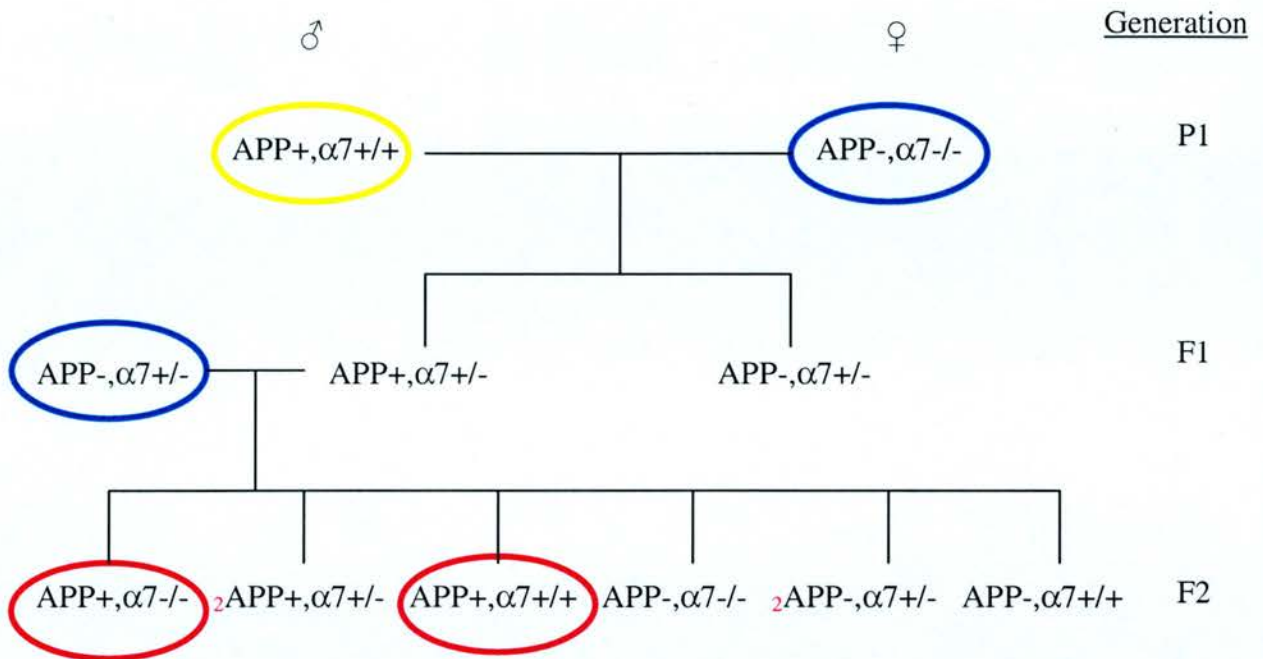 ♂ ♀ Generation
APP+,α7+/+ APP-,α7-/- P1
APP-,α7+/- APP+,α7+/- APP-,α7+/- F1
APP+,α7-/- 2APP+,α7+/- APP+,α7+/+ APP-,α7-/- 2APP-,α7+/- APP-,α7+/+ F2